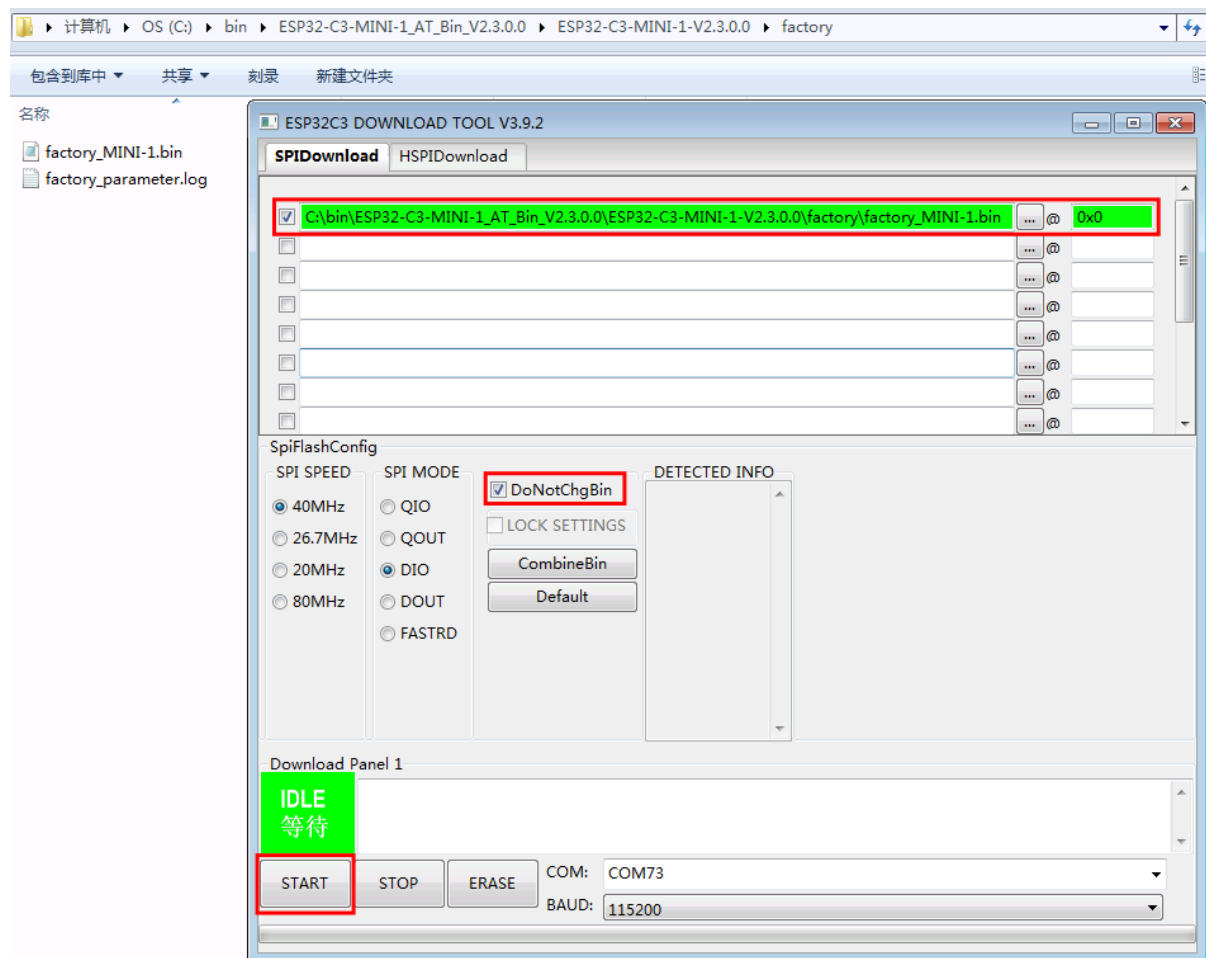 计算机 OS (C:) bin ESP32-C3-MINI-1_AT_Bin_V2.3.0.0 ESP32-C3-MINI-1-V2.3.0.0 factory
包含到库中 共享 刻录 新建文件夹
名称
factory_MINI-1.bin
factory_parameter.log
ESP32C3 DOWNLOAD TOOL V3.9.2
SPIDownload HSPIDownload
C:\bin\ESP32-C3-MINI-1_AT_Bin_V2.3.0.0\ESP32-C3-MINI-1-V2.3.0.0\factory\factory_MINI-1.bin ... @ 0x0
... @
... @
... @
... @
... @
... @
... @
SpiFlashConfig
SPI SPEED
40MHz
26.7MHz
20MHz
80MHz
SPI MODE
QIO
QOUT
DIO
DOUT
FASTRD
DoNotChgBin
LOCK SETTINGS
CombineBin
Default
DETECTED INFO
Download Panel 1
IDLE
等待
START STOP ERASE
COM: COM73
BAUD: 115200